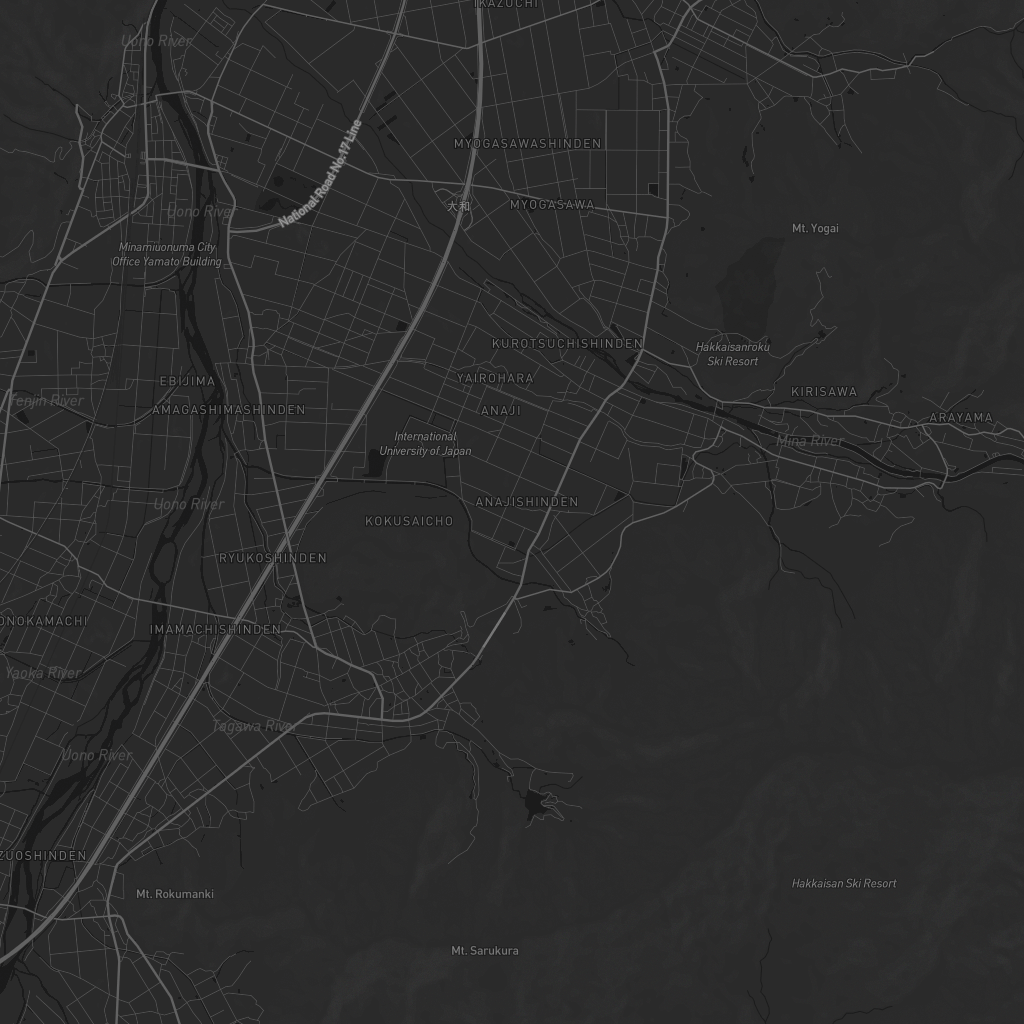 IKAZUCHI
Uono River
National Road No.17 Line
MYOGASAWASHINDEN
大和
MYOGASAWA
Uono River
Mt. Yogai
Minamiuonuma City
Office Yamato Building
KUROTSUCHISHINDEN
Hakkaisanroku
Ski Resort
EBIJIMA
YAIROHARA
KIRISAWA
Tenjin River
AMAGASHIMASHINDEN
ANAJI
ARAYAMA
International
University of Japan
Mina River
Uono River
ANAJISHINDEN
KOKUSAICHO
RYUKOSHINDEN
ONOKAMACHI
IMAMACHISHINDEN
Yaoka River
Tagawa River
Uono River
ZUOSHINDEN
Mt. Rokumanki
Hakkaisan Ski Resort
Mt. Sarukura